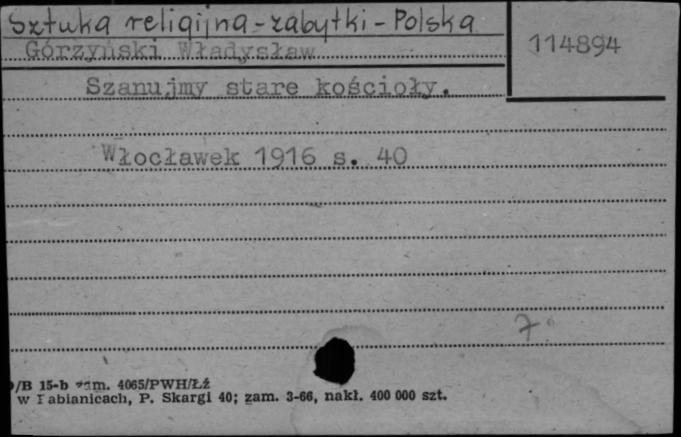 Sztuka religijna-zabytki-Polska
Górzyński Władysław
114894
Szanujmy stare kościoły.
Włocławek 1916 s. 40
7.
/B 15-b zam. 4065/PWH/Łź
w Pabianicach, P. Skargi 40; zam. 3-66, nakł. 400 000 szt.